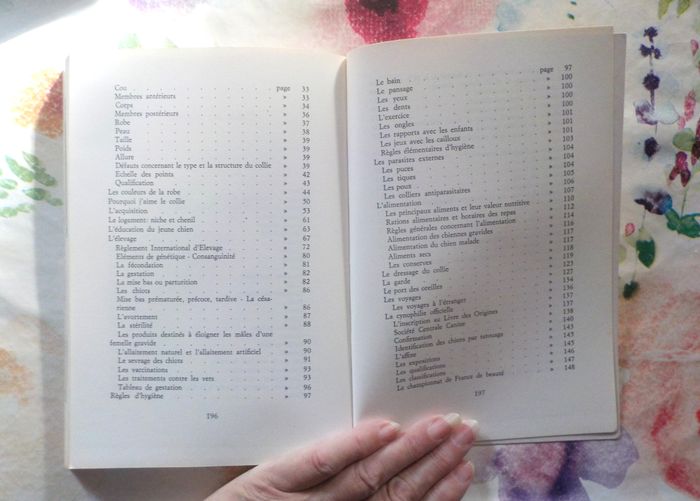 Cou page 33
Membres antérieurs » 33
Corps » 34
Membres postérieurs » 36
Robe » 37
Peau » 38
Taille » 39
Poids » 39
Allure » 39
Défauts concernant le type et la structure du collie » 39
Echelle des points » 42
Qualification » 43
Les couleurs de la robe » 44
Pourquoi j'aime le collie » 50
L'acquisition » 53
Le logement: niche et chenil » 61
L'éducation du jeune chien » 63
L'élevage » 67
Règlement International d'Elevage » 72
Eléments de génétique - Consanguinité » 80
La fécondation » 81
La gestation » 82
La mise bas ou parturition » 82
Les chiots » 86
Mise bas prématurée, précoce, tardive - La césa-
rienne » 86
L'avortement » 87
La stérilité » 88
Les produits destinés à éloigner les mâles d'une
femelle gravide » 90
L'allaitement naturel et l'allaitement artificiel » 90
Le sevrage des chiots » 91
Les vaccinations » 93
Les traitements contre les vers » 93
Tableau de gestation » 96
Règles d'hygiène » 97
196
Le bain page 97
Le pansage » 100
Les yeux » 100
Les dents » 100
L'exercice » 100
Les ongles » 101
Les rapports avec les enfants » 101
Les jeux avec les cailloux » 101
Règles élémentaires d'hygiène » 103
Les parasites externes » 104
Les puces » 104
Les tiques » 105
Les poux » 106
Les colliers antiparasitaires » 107
L'alimentation » 110
Les principaux aliments et leur valeur nutritive » 110
Rations alimentaires et horaires des repas » 112
Règles générales concernant l'alimentation » 114
Alimentation des chiennes gravides » 116
Alimentation du chien malade » 117
Aliments secs » 118
Les conserves » 119
Le dressage du collie » 123
La garde » 127
Le port des oreilles » 134
Les voyages » 136
Les voyages à l'étranger » 137
La cynophilie officielle » 137
L'inscription au Livre des Origines » 138
Société Centrale Canine » 140
Confirmation » 143
Identification des chiens par tatouage » 143
L'affixe » 145
Les expositions » 146
Les qualifications » 147
Les classifications » 147
Le championnat de France de beauté » 148
197